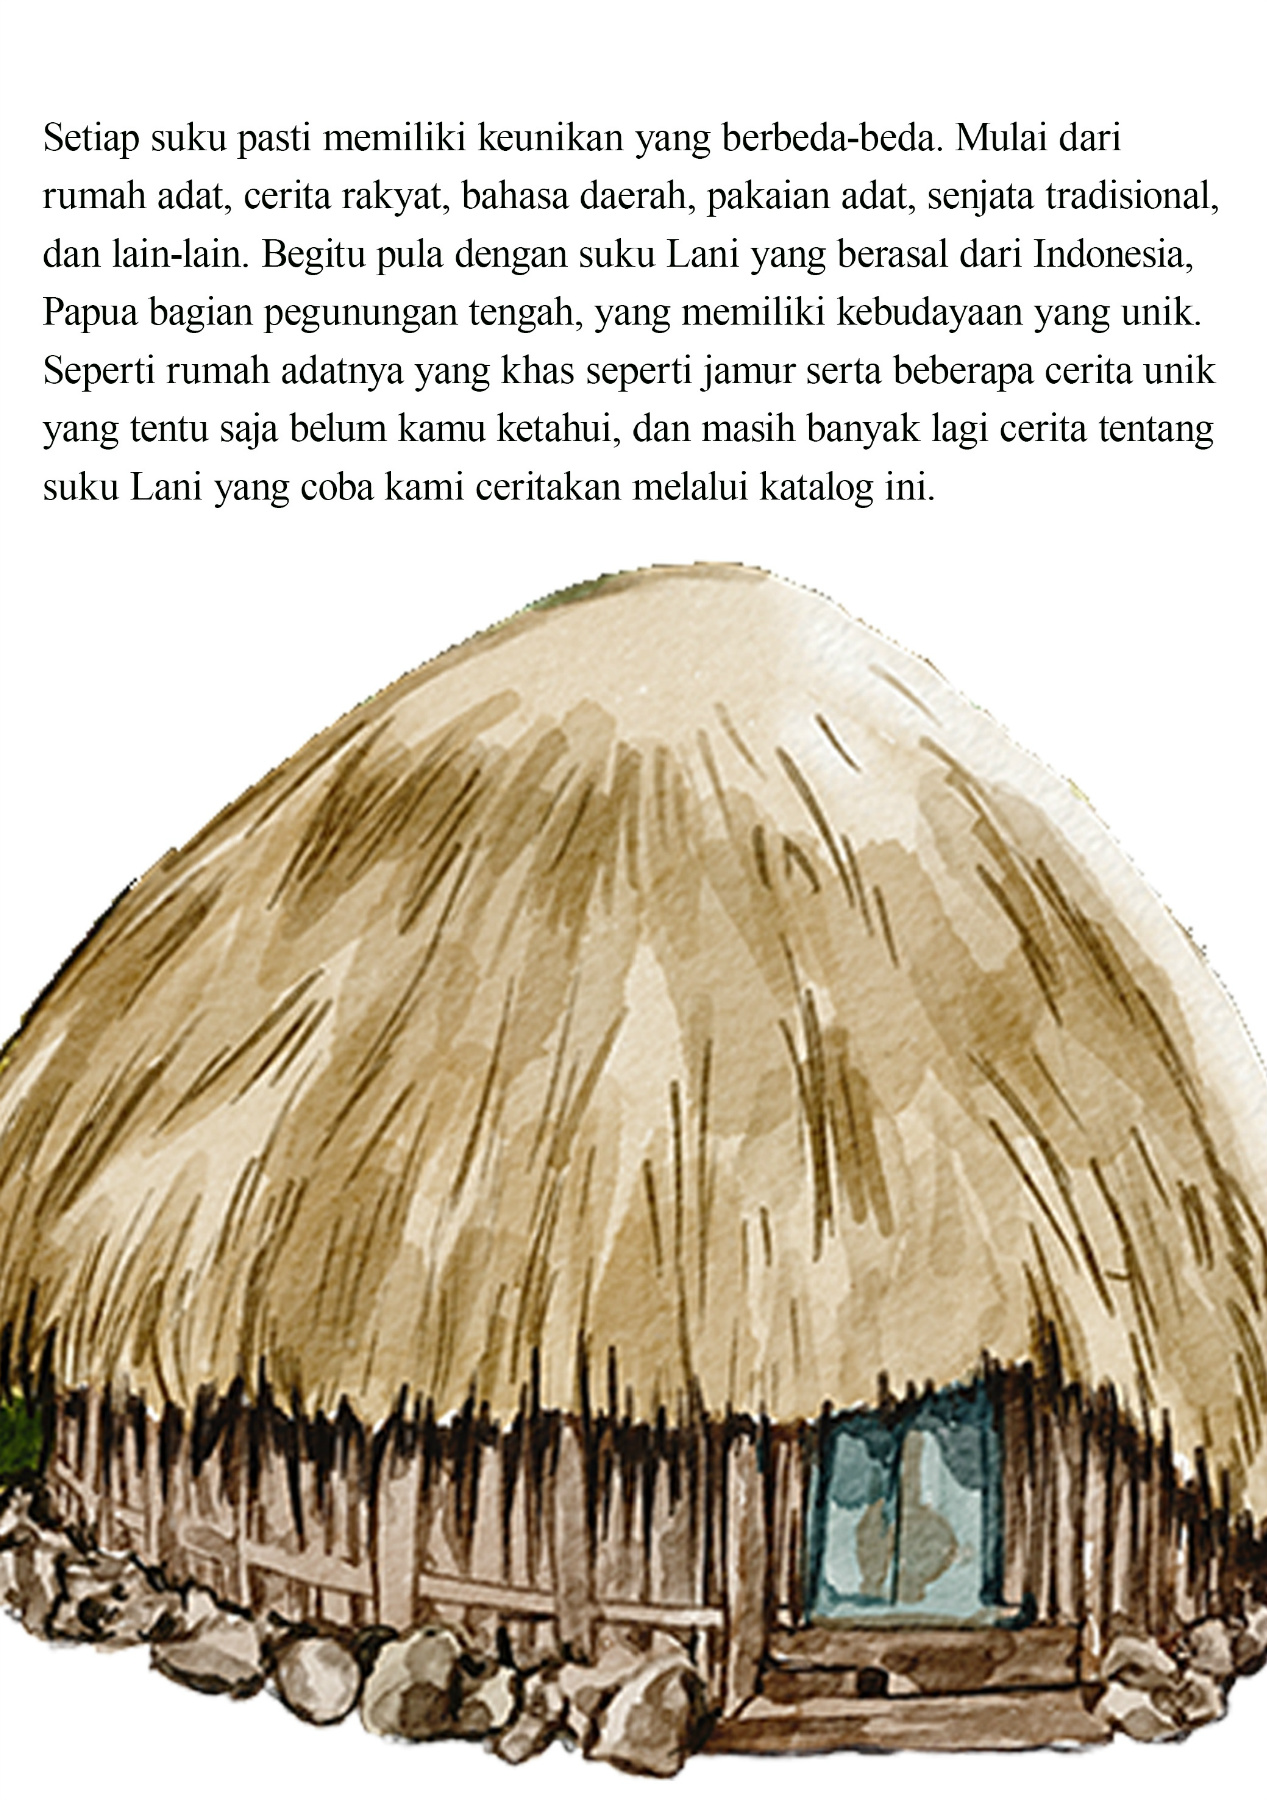 Setiap suku pasti memiliki keunikan yang berbeda-beda. Mulai dari
rumah adat, cerita rakyat, bahasa daerah, pakaian adat, senjata tradisional,
dan lain-lain. Begitu pula dengan suku Lani yang berasal dari Indonesia,
Papua bagian pegunungan tengah, yang memiliki kebudayaan yang unik.
Seperti rumah adatnya yang khas seperti jamur serta beberapa cerita unik
yang tentu saja belum kamu ketahui, dan masih banyak lagi cerita tentang
suku Lani yang coba kami ceritakan melalui katalog ini.